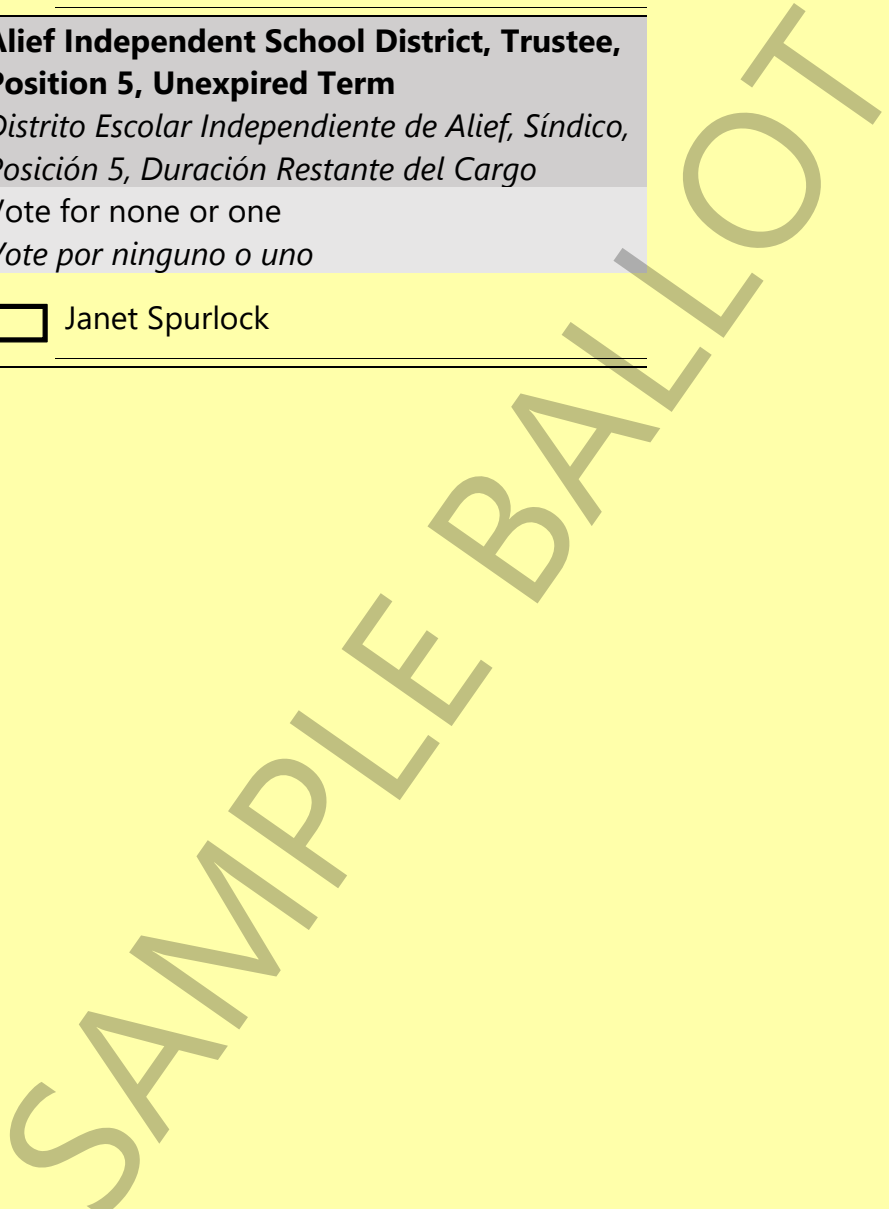 Alief Independent School District, Trustee,
Position 5, Unexpired Term
Distrito Escolar Independiente de Alief, Síndico,
Posición 5, Duración Restante del Cargo
Vote for none or one
Vote por ninguno o uno
Janet Spurlock
SAMPLE BALLOT